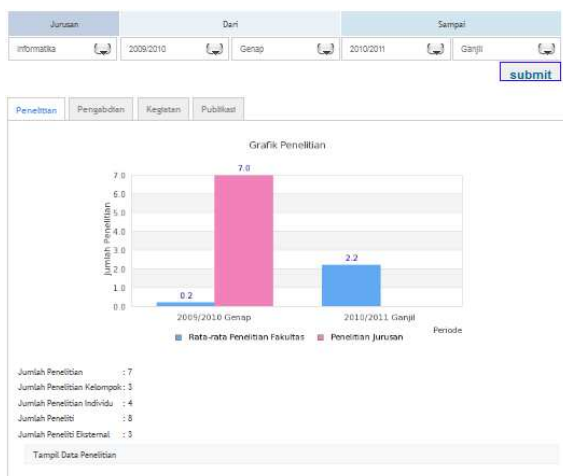 Jurusan Dari Sampai
Informatika 2009/2010 Genap 2010/2011 Ganjil
submit
Penelitian Pengabdian Kegiatan Publikasi
Grafik Penelitian
7.0
7.0
6.0
5.0
4.0
3.0
2.0
1.0
0.0
Jumlah Penelitian
0.2
2.2
2009/2010 Genap 2010/2011 Ganjil
Periode
Rata-rata Penelitian Fakultas Penelitian Jurusan
Jumlah Penelitian : 7
Jumlah Penelitian Kelompok : 3
Jumlah Penelitian Individu : 4
Jumlah Peneliti : 8
Jumlah Peneliti Eksternal : 3
Tampil Data Penelitian